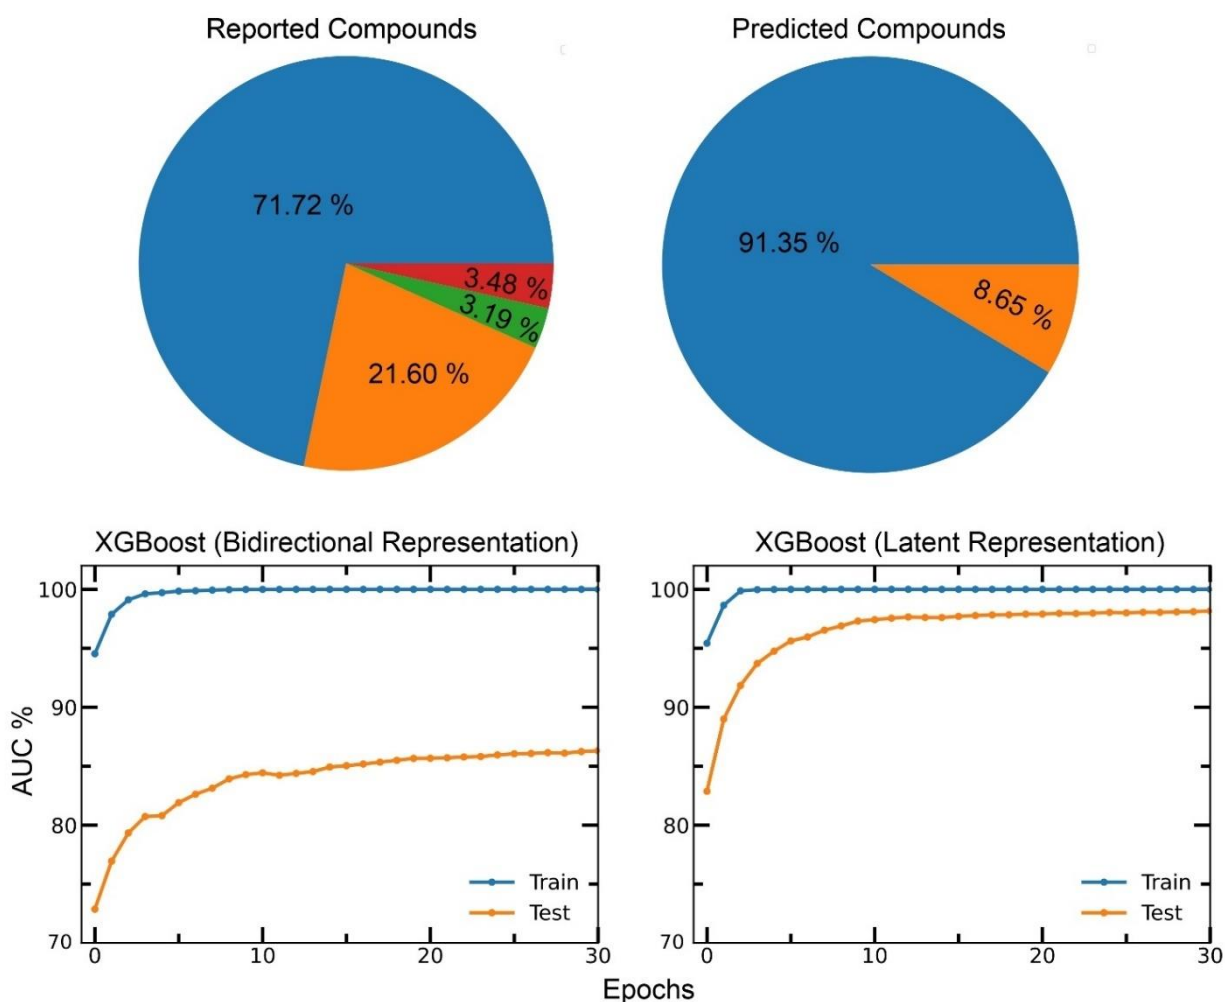 Reported Compounds
Predicted Compounds
71.72 %
3.48 %
3.19 %
21.60 %
91.35 %
8.65 %
XGBoost (Bidirectional Representation)
XGBoost (Latent Representation)
AUC %
100
90
80
70
0
10
20
30
Train
Test
100
90
80
70
0
10
20
30
Train
Test
Epochs